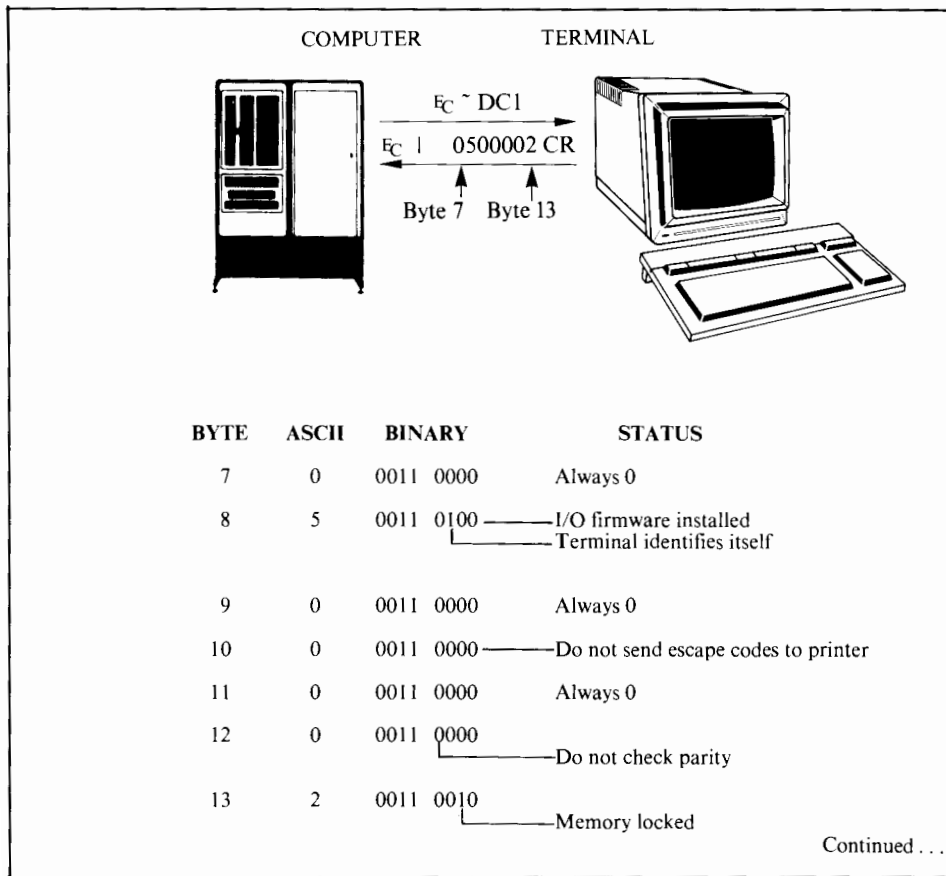 COMPUTER TERMINAL
EC ~ DC1
EC | 0500002 CR
Byte 7 Byte 13
BYTE ASCII BINARY STATUS
7 0 0011 0000 Always 0
8 5 0011 0100 I/O firmware installed
Terminal identifies itself
9 0 0011 0000 Always 0
10 0 0011 0000 Do not send escape codes to printer
11 0 0011 0000 Always 0
12 0 0011 0000
Do not check parity
13 2 0011 0010
Memory locked
Continued . . .